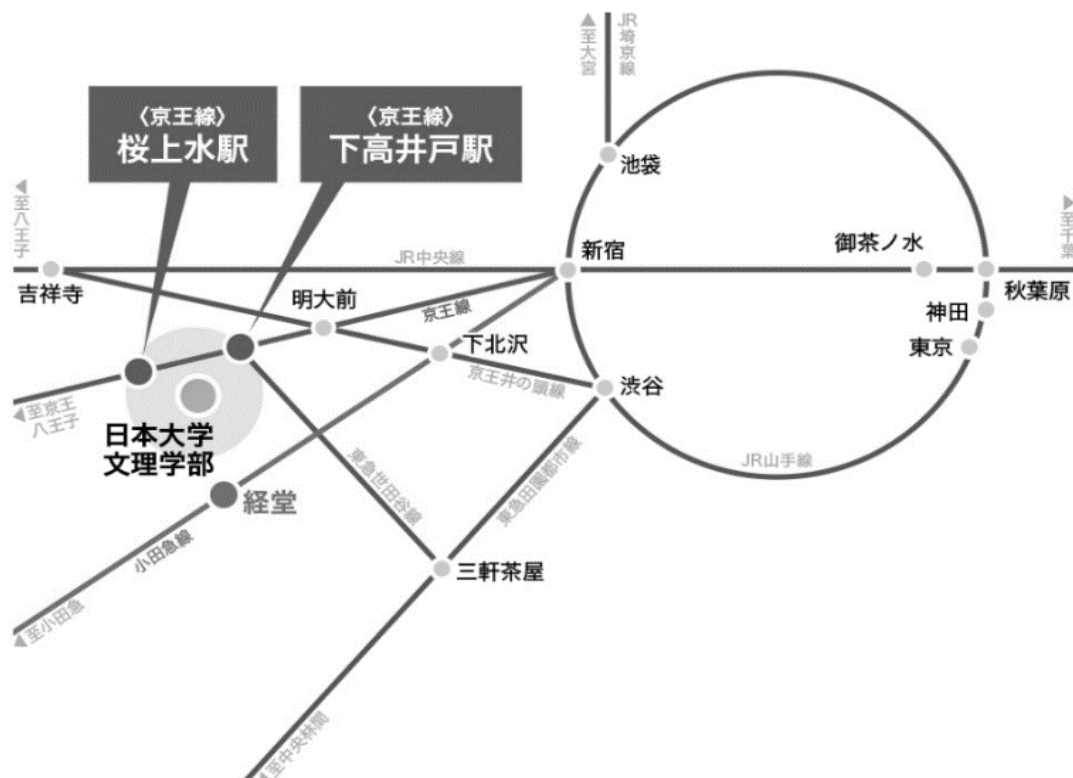 ▲至大宮
JR埼京線
〈京王線〉
桜上水駅
〈京王線〉
下高井戸駅
池袋
◀至八王子
▶至千葉
JR中央線
新宿
御茶ノ水
秋葉原
吉祥寺
明大前
京王線
神田
下北沢
東京
京王井の頭線
渋谷
◀至京王
八王子
日本大学
文理学部
JR山手線
東急世田谷線
東急田園都市線
経堂
小田急線
三軒茶屋
◀至小田急
◀至中央林間